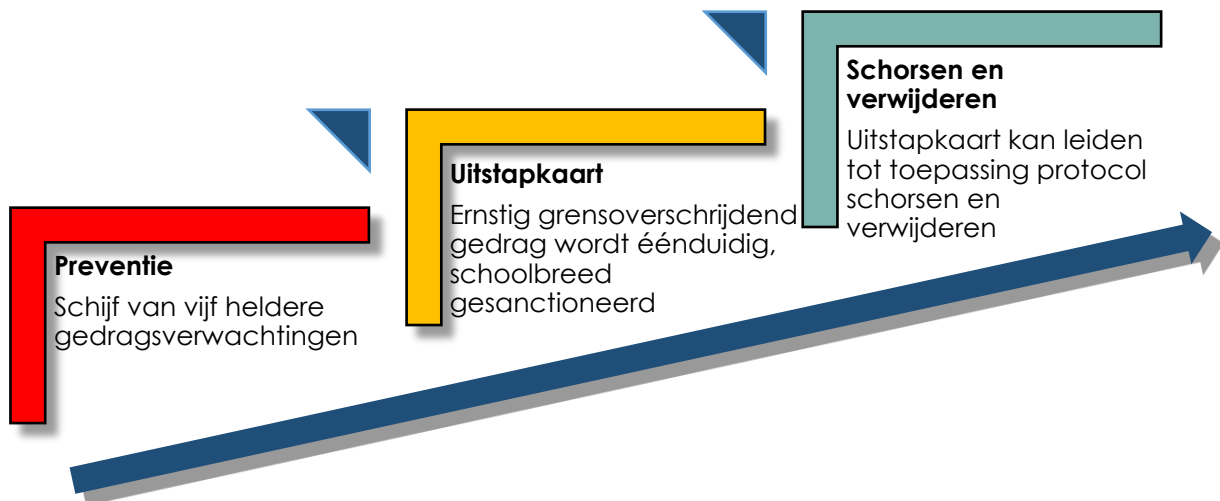 Preventie
Schijf van vijf heldere
gedragsverwachtingen
Uitstapkaart
Ernstig grensoverschrijdend
gedrag wordt éénduidig,
schoolbreed
gesanctioneerd
Schorsen en
verwijderen
Uitstapkaart kan leiden
tot toepassing protocol
schorsen en
verwijderen